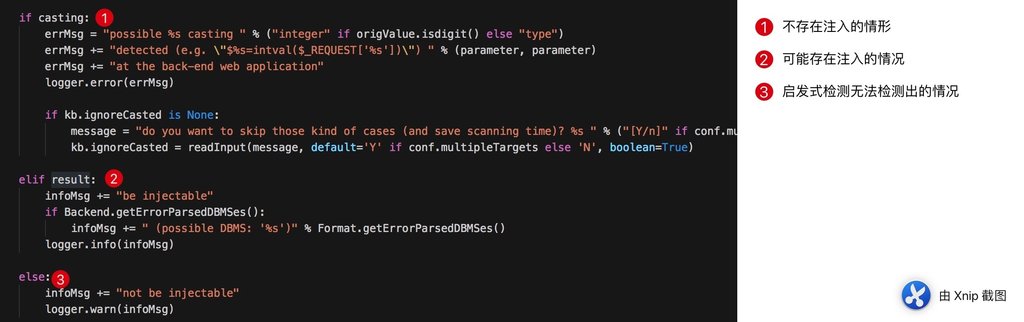 if casting: 1
errMsg = "possible %s casting " % ("integer" if origValue.isdigit() else "type")
errMsg += "detected (e.g. \"$%s=intval($_REQUEST['%s'])\") " % (parameter, parameter)
errMsg += "at the back-end web application"
logger.error(errMsg)
if kb.ignoreCasted is None:
message = "do you want to skip those kind of cases (and save scanning time)? %s " % ("[Y/n]" if conf.mu
kb.ignoreCasted = readInput(message, default='Y' if conf.multipleTargets else 'N', boolean=True)
elif result: 2
infoMsg += "be injectable"
if Backend.getErrorParsedDBMSes():
infoMsg += " (possible DBMS: '%s')" % Format.getErrorParsedDBMSes()
logger.info(infoMsg)
else: 3
infoMsg += "not be injectable"
logger.warn(infoMsg)
1 不存在注入的情形
2 可能存在注入的情况
3 启发式检测无法检测出的情况
由 Xnip 截图